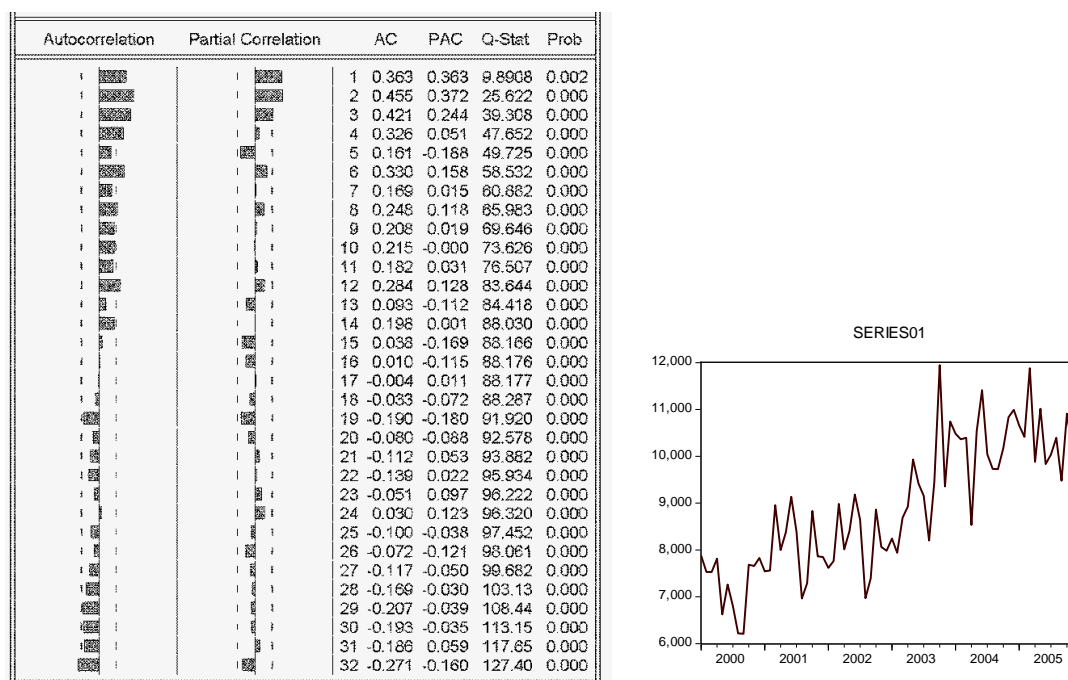 Autocorrelation Partial Correlation AC PAC Q-Stat Prob
1 0.363 0.363 9.8908 0.002
2 0.455 0.372 25.622 0.000
3 0.421 0.244 39.308 0.000
4 0.326 0.051 47.652 0.000
5 0.161 -0.188 49.725 0.000
6 0.330 0.158 58.532 0.000
7 0.169 0.015 60.882 0.000
8 0.248 0.118 65.983 0.000
9 0.208 0.019 69.646 0.000
10 0.215 -0.000 73.626 0.000
11 0.182 0.031 76.507 0.000
12 0.284 0.128 83.644 0.000
13 0.093 -0.112 84.418 0.000
14 0.198 0.001 88.030 0.000
15 0.038 -0.169 88.166 0.000
16 0.010 -0.115 88.176 0.000
17 -0.004 0.011 88.177 0.000
18 -0.033 -0.072 88.287 0.000
19 -0.190 -0.180 91.920 0.000
20 -0.080 -0.088 92.578 0.000
21 -0.112 0.053 93.882 0.000
22 -0.139 0.022 95.934 0.000
23 -0.051 0.097 96.222 0.000
24 0.030 0.123 96.320 0.000
25 -0.100 -0.038 97.452 0.000
26 -0.072 -0.121 98.061 0.000
27 -0.117 -0.050 99.682 0.000
28 -0.169 -0.030 103.13 0.000
29 -0.207 -0.039 108.44 0.000
30 -0.193 -0.035 113.15 0.000
31 -0.186 0.059 117.65 0.000
32 -0.271 -0.160 127.40 0.000
SERIES01
12,000
11,000
10,000
9,000
8,000
7,000
6,000
2000 2001 2002 2003 2004 2005